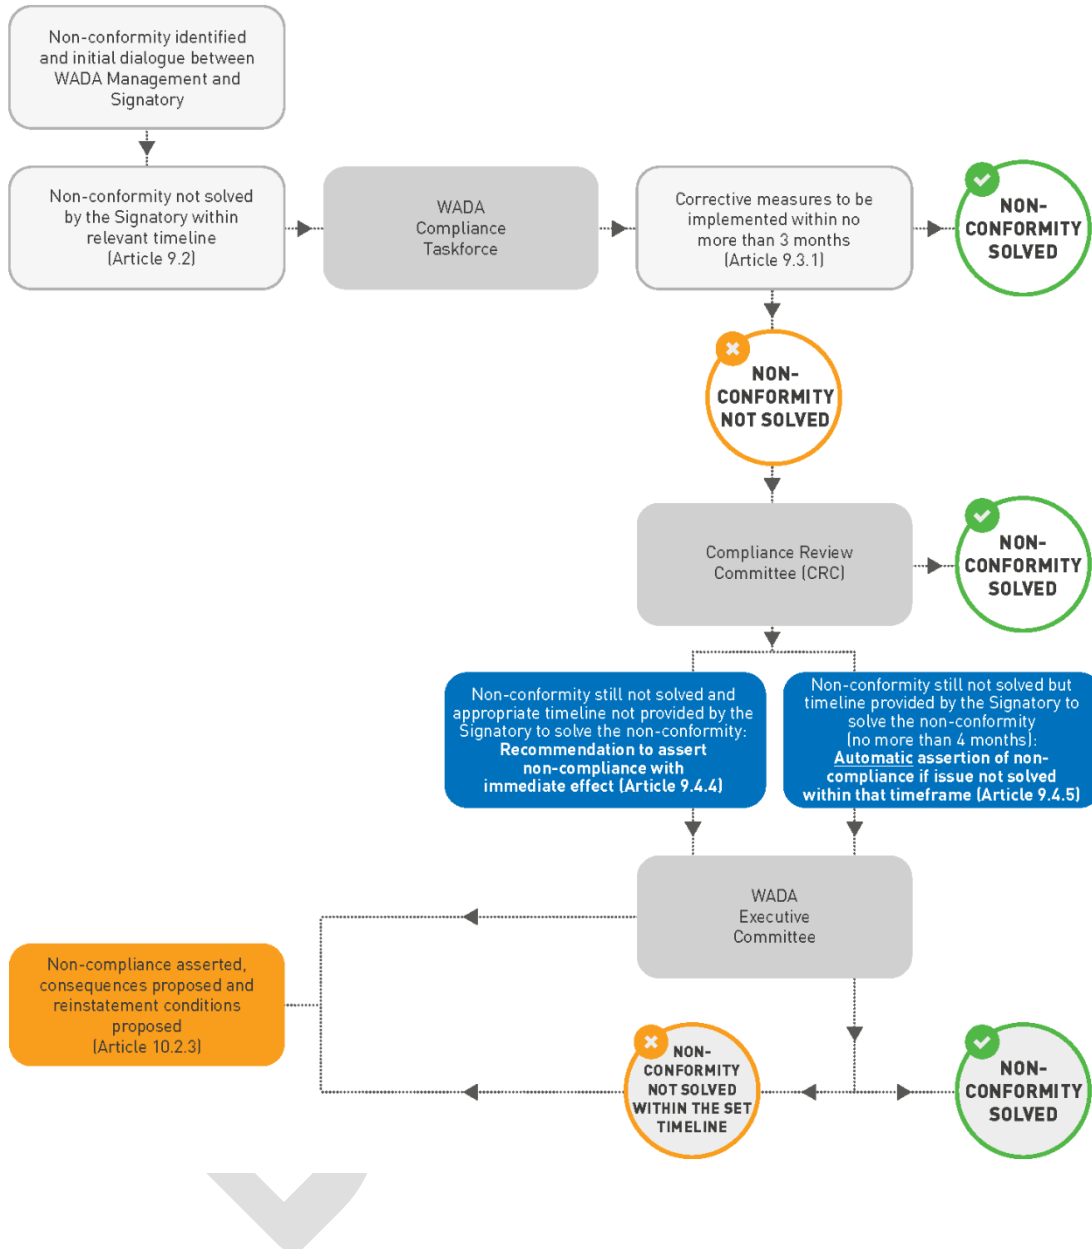 Non-conformity identified
and initial dialogue between
WADA Management and
Signatory
Non-conformity not solved
by the Signatory within
relevant timeline
(Article 9.2)
WADA
Compliance
Taskforce
Corrective measures to be
implemented within no
more than 3 months
(Article 9.3.1)
NON-
CONFORMITY
SOLVED
NON-
CONFORMITY
NOT SOLVED
Compliance Review
Committee (CRC)
NON-
CONFORMITY
SOLVED
Non-conformity still not solved and
appropriate timeline not provided by the
Signatory to solve the non-conformity:
Recommendation to assert
non-compliance with
immediate effect (Article 9.4.4)
Non-conformity still not solved but
timeline provided by the Signatory to
solve the non-conformity
(no more than 4 months):
Automatic assertion of non-
compliance if issue not solved
within that timeframe (Article 9.4.5)
WADA
Executive
Committee
Non-compliance asserted,
consequences proposed and
reinstatement conditions
proposed
(Article 10.2.3)
NON-
CONFORMITY
NOT SOLVED
WITHIN THE SET
TIMELINE
NON-
CONFORMITY
SOLVED